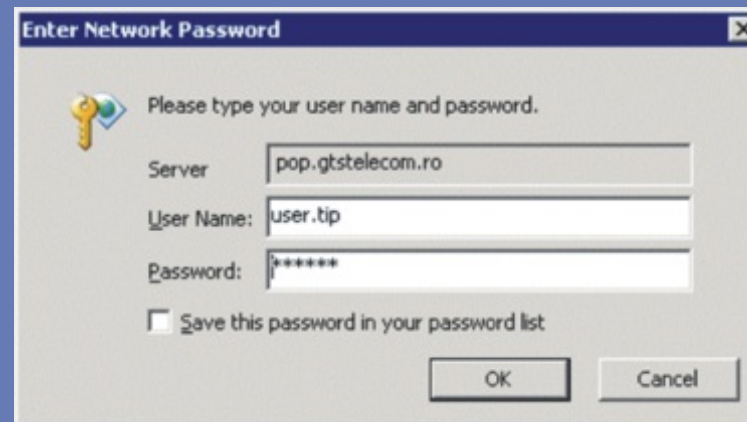 Enter Network Password
Please type your user name and password.
Server pop.gtstelecom.ro
User Name: user.tip
Password: ******
Save this password in your password list
OK Cancel